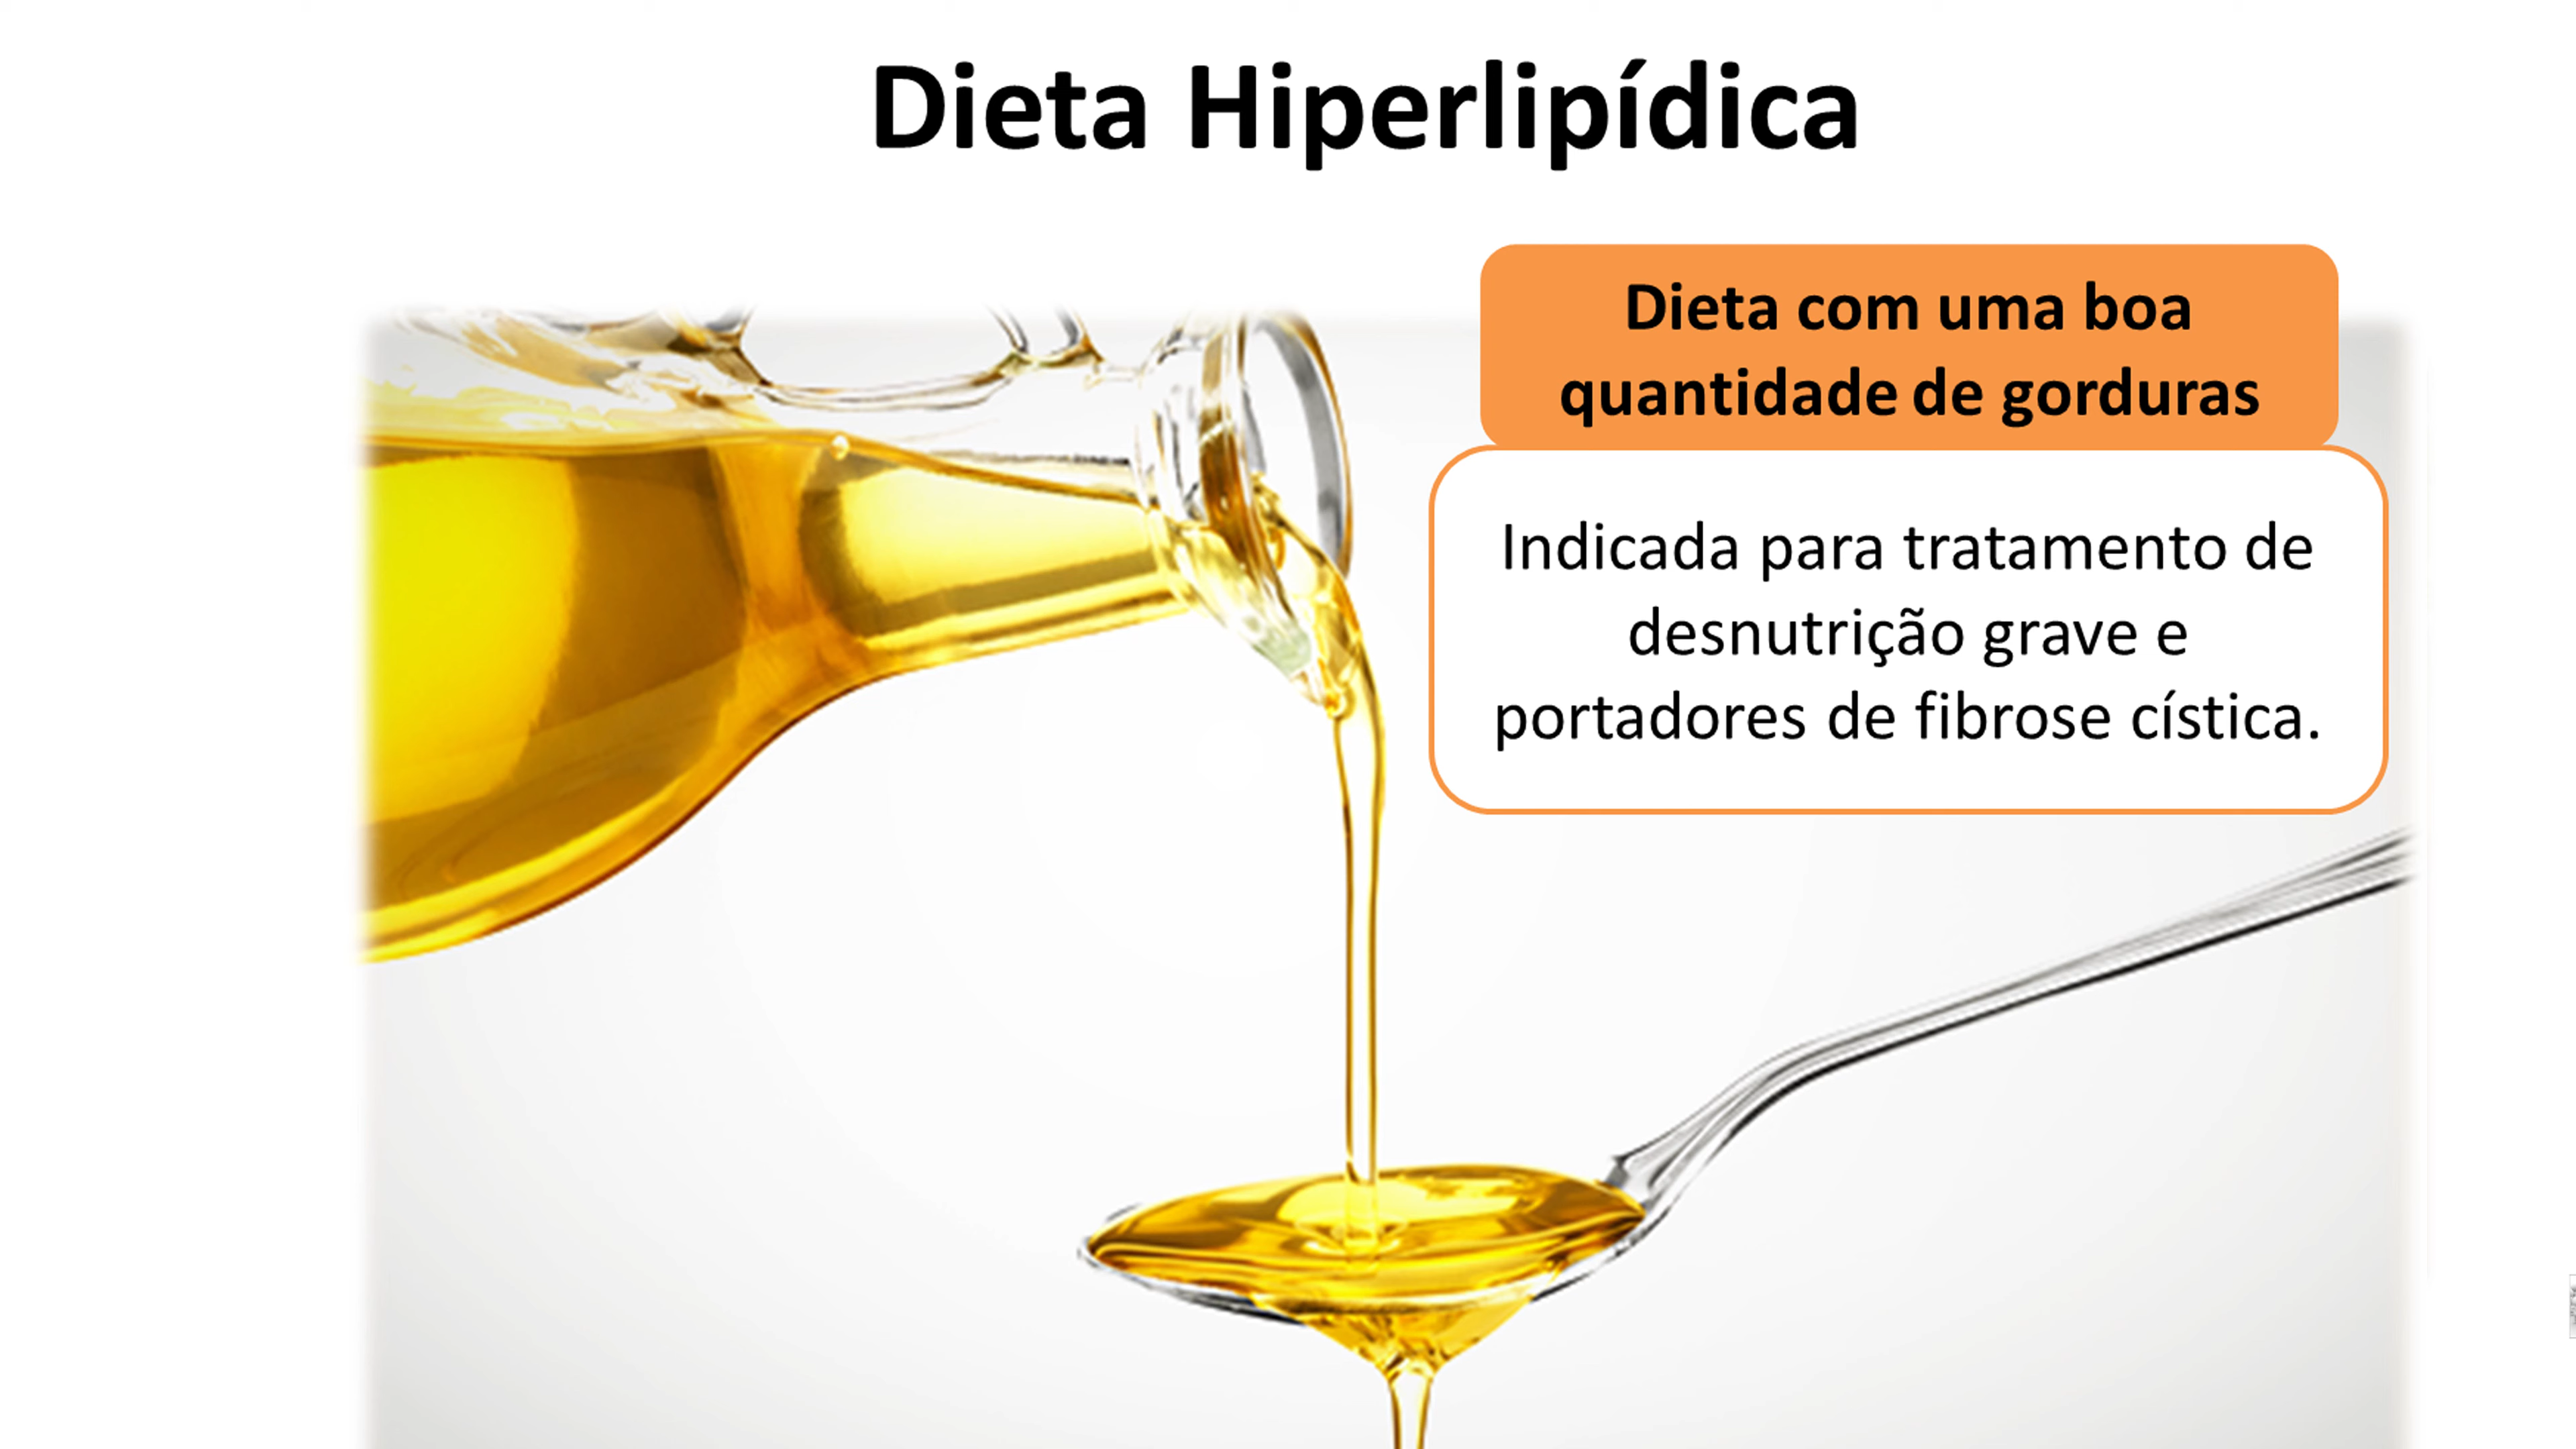 Dieta Hiperlipídica
Dieta com uma boa
quantidade de gorduras
Indicada para tratamento de
desnutrição grave e
portadores de fibrose cística.